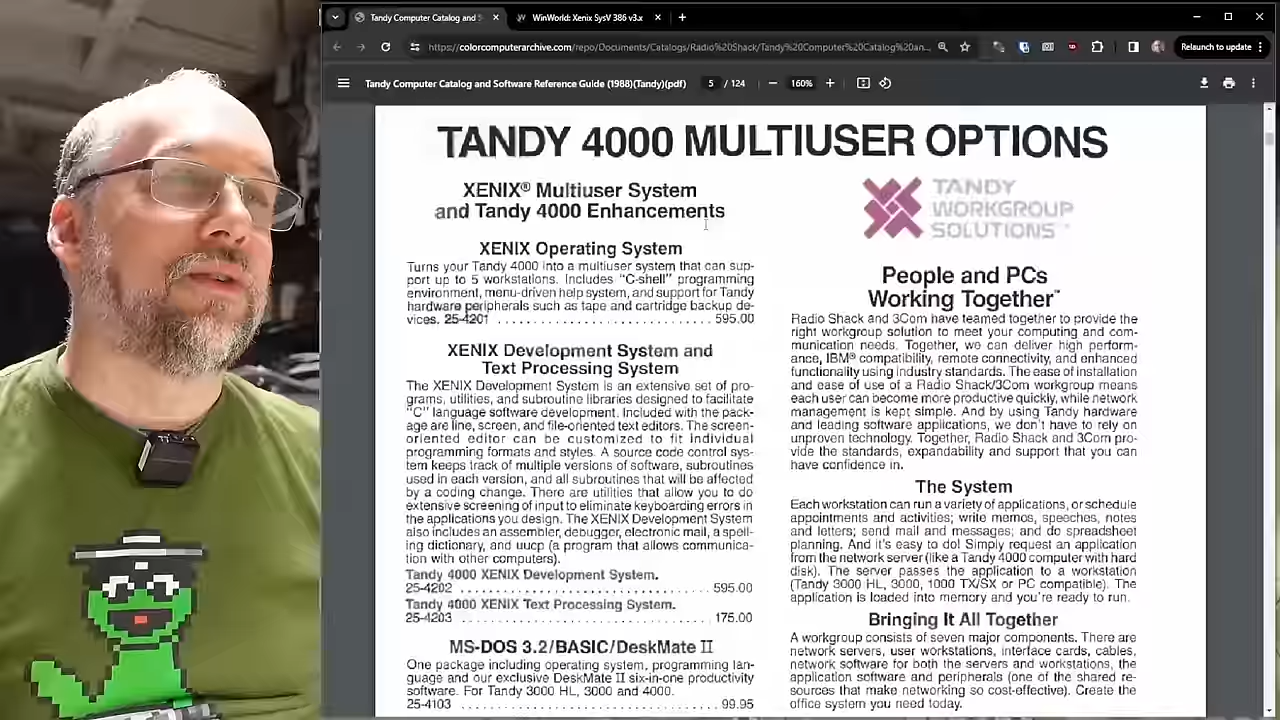 Tandy Computer Catalog and S
WinWorld: Xenix SysV 386 v3.x
https://colorcomputerarchive.com/repo/Documents/Catalogs/Radio%20Shack/Tandy%20Computer%20Catalog%20an...
Relaunch to update
Tandy Computer Catalog and Software Reference Guide (1988)(Tandy)(pdf)
5 / 124
160%
TANDY 4000 MULTIUSER OPTIONS
XENIX® Multiuser System
and Tandy 4000 Enhancements
XENIX Operating System
Turns your Tandy 4000 into a multiuser system that can sup-
port up to 5 workstations. Includes "C-shell" programming
environment, menu-driven help system, and support for Tandy
hardware peripherals such as tape and cartridge backup de-
vices. 25-4201 . . . . . . . . . . . . . . . . . . . . . . . . . . . . . . 595.00
XENIX Development System and
Text Processing System
The XENIX Development System is an extensive set of pro-
grams, utilities, and subroutine libraries designed to facilitate
"C" language software development. Included with the pack-
age are line, screen, and file-oriented text editors. The screen-
oriented editor can be customized to fit individual
programming formats and styles. A source code control sys-
tem keeps track of multiple versions of software, subroutines
used in each version, and all subroutines that will be affected
by a coding change. There are utilities that allow you to do
extensive screening of input to eliminate keyboarding errors in
the applications you design. The XENIX Development System
also includes an assembler, debugger, electronic mail, a spell-
ing dictionary, and uucp (a program that allows communica-
tion with other computers).
Tandy 4000 XENIX Development System.
25-4202 . . . . . . . . . . . . . . . . . . . . . . . . . . . . . . 595.00
Tandy 4000 XENIX Text Processing System.
25-4203 . . . . . . . . . . . . . . . . . . . . . . . . . . . . . . 175.00
MS-DOS 3.2/BASIC/DeskMate II
One package including operating system, programming lan-
guage and our exclusive DeskMate II six-in-one productivity
software. For Tandy 3000 HL, 3000 and 4000.
25-4103 . . . . . . . . . . . . . . . . . . . . . . . . . . . . . . 99.95
TANDY
WORKGROUP
SOLUTIONS™
People and PCs
Working Together™
Radio Shack and 3Com have teamed together to provide the
right workgroup solution to meet your computing and com-
munication needs. Together, we can deliver high perform-
ance, IBM® compatibility, remote connectivity, and enhanced
functionality using industry standards. The ease of installation
and ease of use of a Radio Shack/3Com workgroup means
each user can become more productive quickly, while network
management is kept simple. And by using Tandy hardware
and leading software applications, we don't have to rely on
unproven technology. Together, Radio Shack and 3Com pro-
vide the standards, expandability and support that you can
have confidence in.
The System
Each workstation can run a variety of applications, or schedule
appointments and activities; write memos, speeches, notes
and letters; send mail and messages; and do spreadsheet
planning. And it's easy to do! Simply request an application
from the network server (like a Tandy 4000 computer with hard
disk). The server passes the application to a workstation
(Tandy 3000 HL, 3000, 1000 TX/SX or PC compatible). The
application is loaded into memory and you're ready to run.
Bringing It All Together
A workgroup consists of seven major components. There are
network servers, user workstations, interface cards, cables,
network software for both the servers and workstations, the
application software and peripherals (one of the shared re-
sources that make networking so cost-effective). Create the
office system you need today.